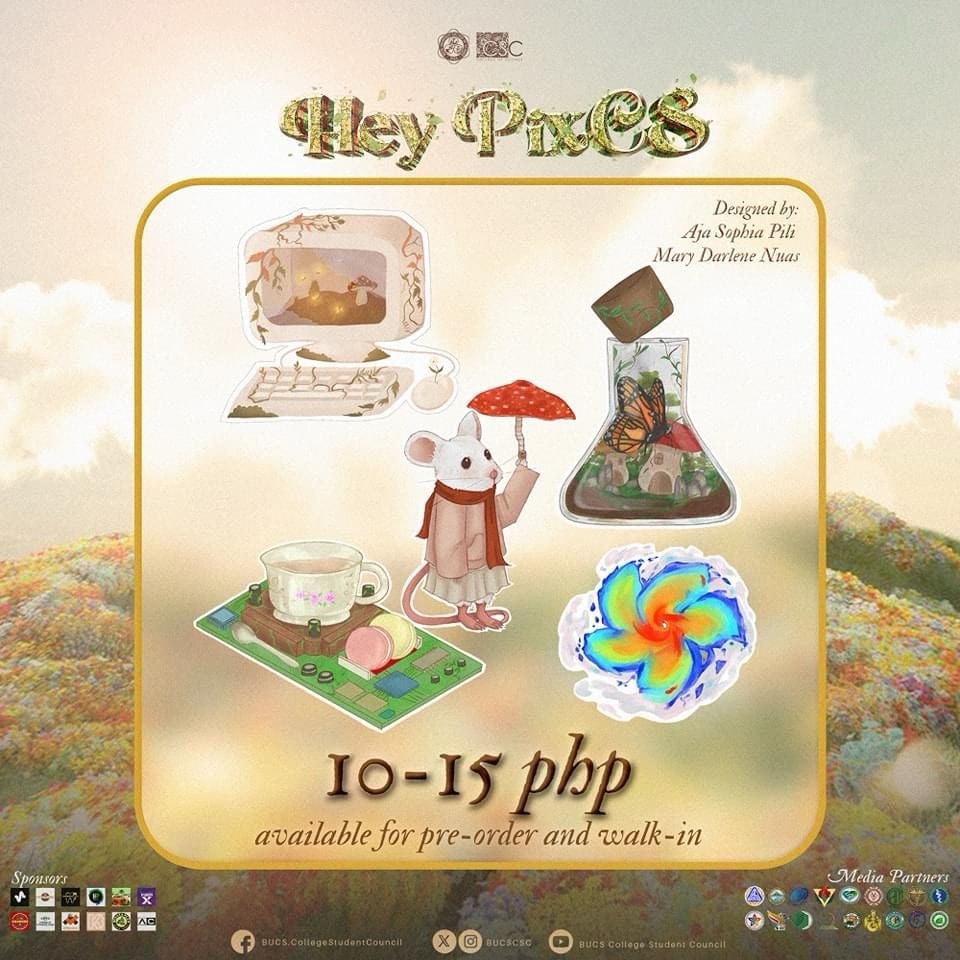 Hey PixCS
Designed by:
Aja Sophia Pili
Mary Darlene Nuas
10-15 php
available for pre-order and walk-in
Sponsors
Media Partners
BUCS.CollegeStudentCouncil
BUCSCSC
BUCS College Student Council